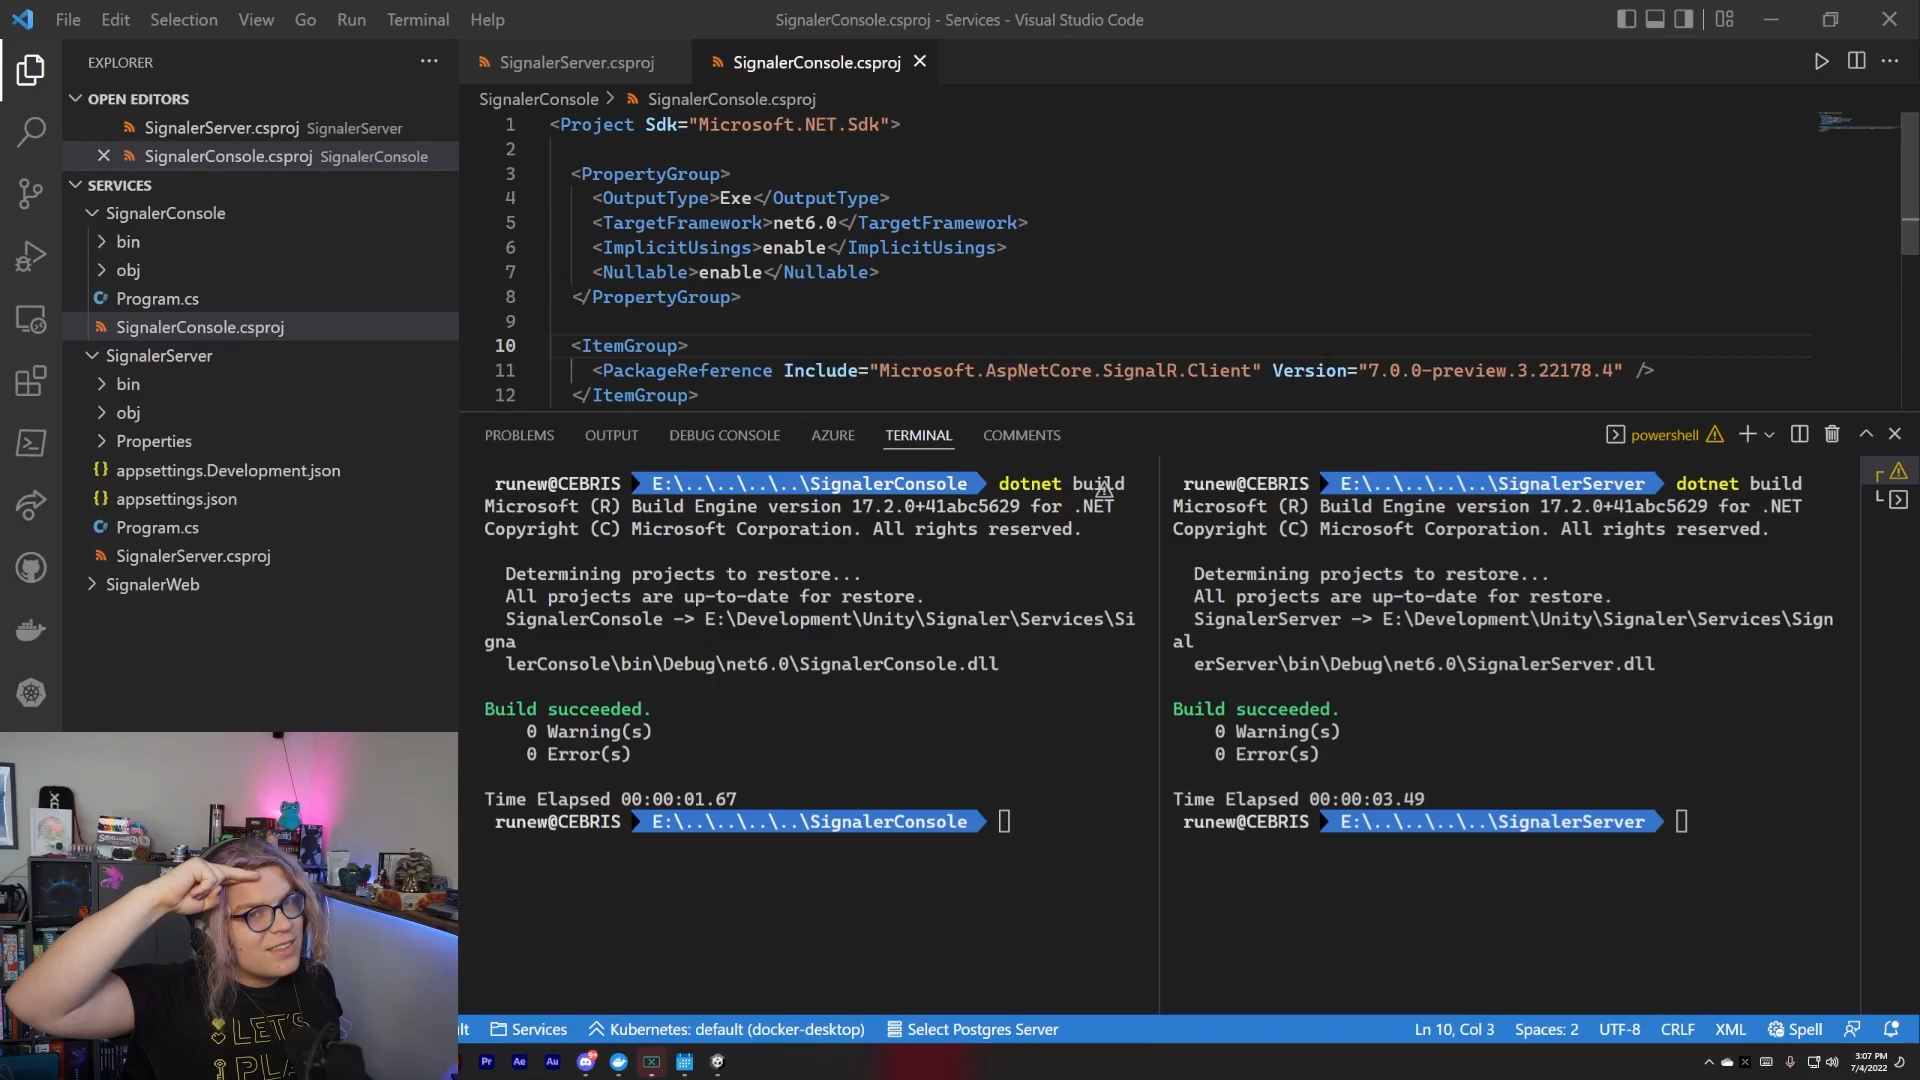 File Edit Selection View Go Run Terminal Help
SignalerConsole.csproj - Services - Visual Studio Code
EXPLORER
OPEN EDITORS
SignalerServer.csproj SignalerServer
SignalerConsole.csproj SignalerConsole
SERVICES
SignalerConsole
bin
obj
Program.cs
SignalerConsole.csproj
SignalerServer
bin
obj
Properties
appsettings.Development.json
appsettings.json
Program.cs
SignalerServer.csproj
SignalerWeb
SignalerServer.csproj SignalerConsole.csproj
SignalerConsole > SignalerConsole.csproj
1 <Project Sdk="Microsoft.NET.Sdk">
2
3 <PropertyGroup>
4 <OutputType>Exe</OutputType>
5 <TargetFramework>net6.0</TargetFramework>
6 <ImplicitUsings>enable</ImplicitUsings>
7 <Nullable>enable</Nullable>
8 </PropertyGroup>
9
10 <ItemGroup>
11 <PackageReference Include="Microsoft.AspNetCore.SignalR.Client" Version="7.0.0-preview.3.22178.4" />
12 </ItemGroup>
PROBLEMS OUTPUT DEBUG CONSOLE AZURE TERMINAL COMMENTS
powershell
runew@CEBRIS E:\..\..\..\..\SignalerConsole dotnet build
Microsoft (R) Build Engine version 17.2.0+41abc5629 for .NET
Copyright (C) Microsoft Corporation. All rights reserved.
Determining projects to restore...
All projects are up-to-date for restore.
SignalerConsole -> E:\Development\Unity\Signaler\Services\Si
gna
lerConsole\bin\Debug\net6.0\SignalerConsole.dll
Build succeeded.
0 Warning(s)
0 Error(s)
Time Elapsed 00:00:01.67
runew@CEBRIS E:\..\..\..\..\SignalerConsole
runew@CEBRIS E:\..\..\..\..\SignalerServer dotnet build
Microsoft (R) Build Engine version 17.2.0+41abc5629 for .NET
Copyright (C) Microsoft Corporation. All rights reserved.
Determining projects to restore...
All projects are up-to-date for restore.
SignalerServer -> E:\Development\Unity\Signaler\Services\Sign
al
erServer\bin\Debug\net6.0\SignalerServer.dll
Build succeeded.
0 Warning(s)
0 Error(s)
Time Elapsed 00:00:03.49
runew@CEBRIS E:\..\..\..\..\SignalerServer
LET'S
PLA
lt Services Kubernetes: default (docker-desktop) Select Postgres Server
Ln 10, Col 3 Spaces: 2 UTF-8 CRLF XML Spell
Pr Ae Au
3:07 PM
7/4/2022